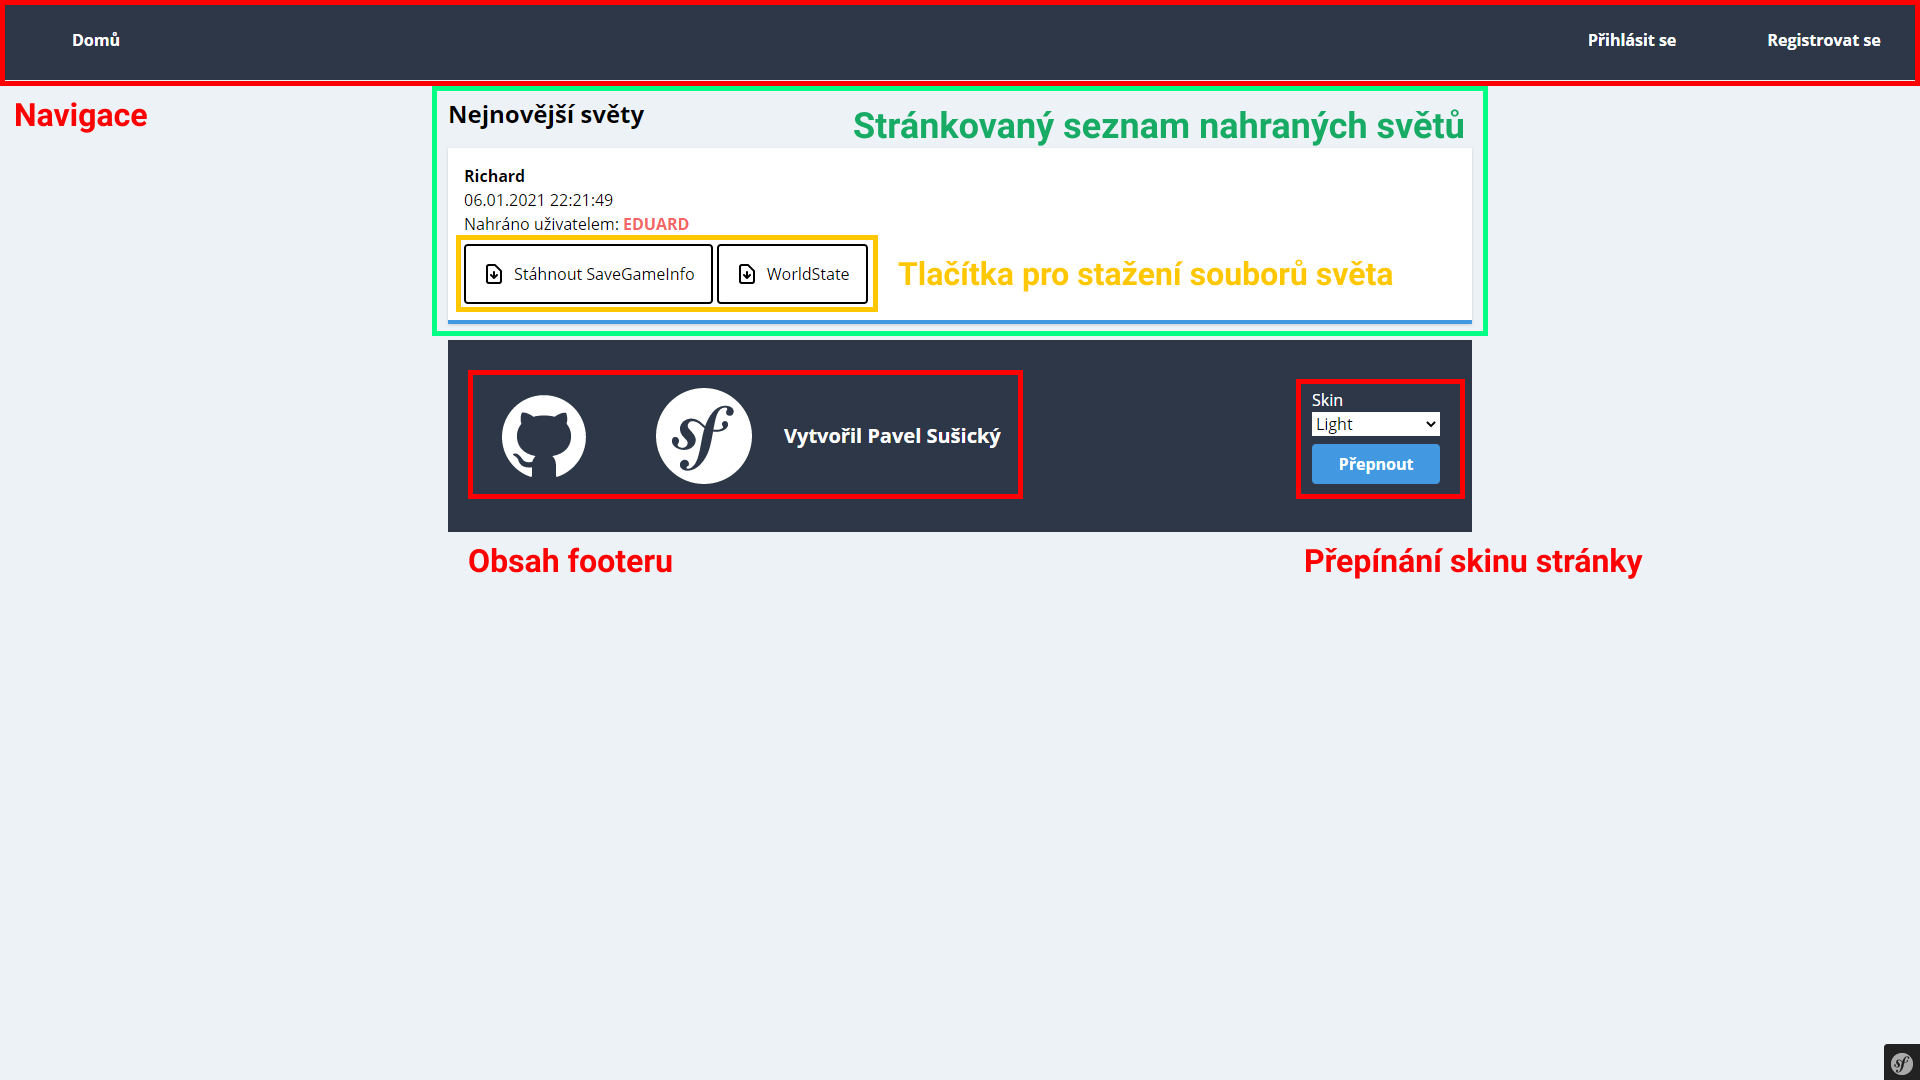 Domů
Přihlásit se
Registrovat se
Navigace
Nejnovější světy
Stránkovaný seznam nahraných světů
Richard
06.01.2021 22:21:49
Nahráno uživatelem: EDUARD
Stáhnout SaveGameInfo
WorldState
Tlačítka pro stažení souborů světa
sf
Vytvořil Pavel Sušický
Skin
Light
Přepnout
Obsah footeru
Přepínání skinu stránky
sf